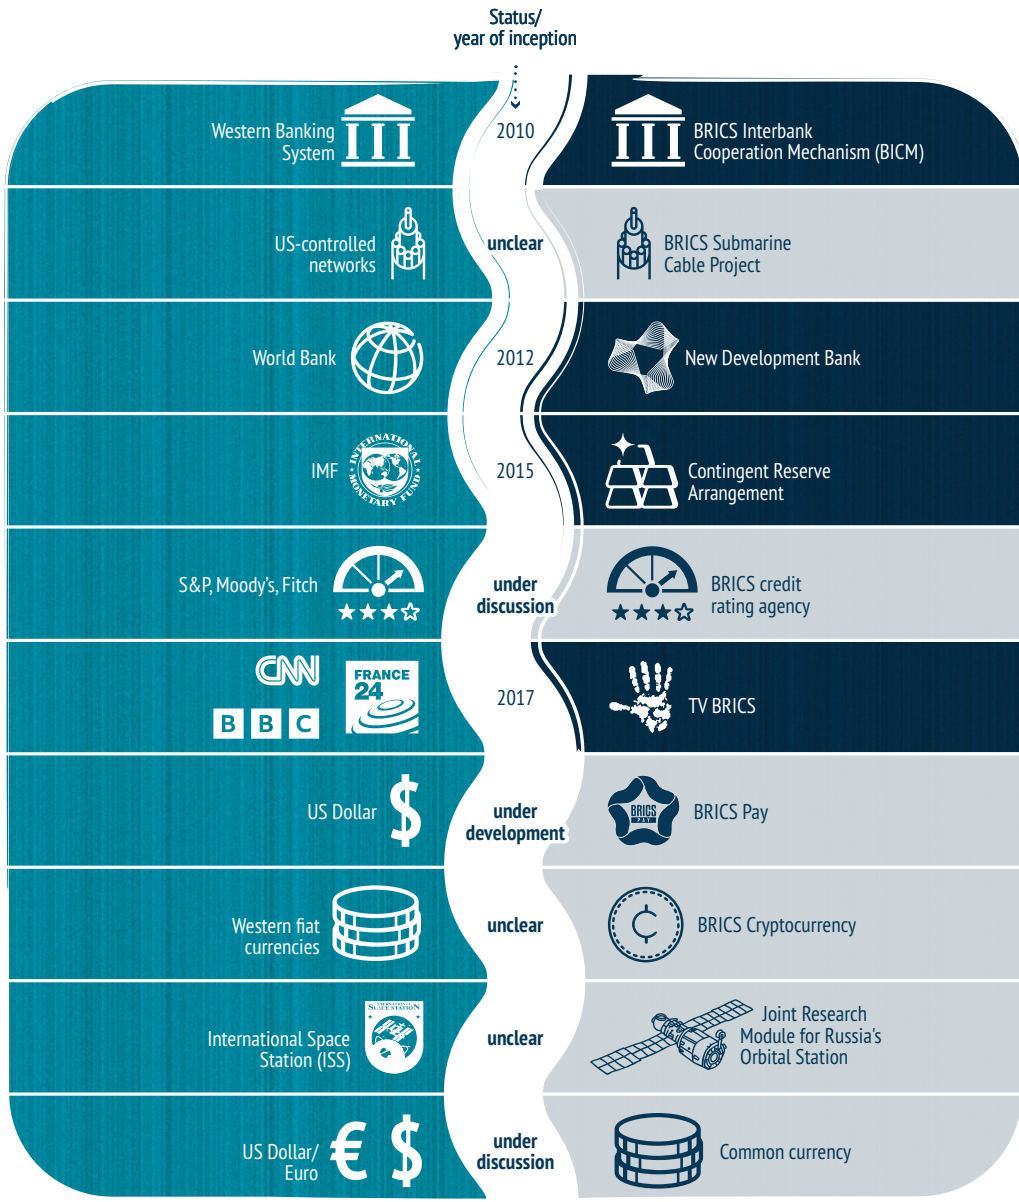 Status/
year of inception
Western Banking
System
2010
BRICS Interbank
Cooperation Mechanism (BICM)
US-controlled
networks
unclear
BRICS Submarine
Cable Project
World Bank
2012
New Development Bank
IMF
INTERNATIONAL
MONETARY FUND
2015
Contingent Reserve
Arrangement
S&P, Moody's, Fitch
under
discussion
BRICS credit
rating agency
CNN
BBC
FRANCE
24
2017
TV BRICS
US Dollar
$
under
development
BRICS
PAY
BRICS Pay
Western fiat
currencies
unclear
BRICS Cryptocurrency
International Space
Station (ISS)
INTERNATIONAL
SPACE STATION
unclear
Joint Research
Module for Russia's
Orbital Station
US Dollar/
Euro
€ $
under
discussion
Common currency